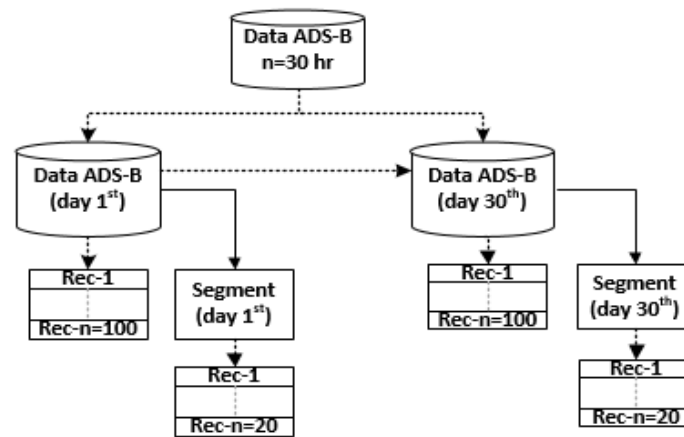 Data ADS-B
n=30 hr
Data ADS-B
(day 1st)
Data ADS-B
(day 30th)
Rec-1
Rec-n=100
Segment
(day 1st)
Rec-1
Rec-n=20
Rec-1
Rec-n=100
Segment
(day 30th)
Rec-1
Rec-n=20